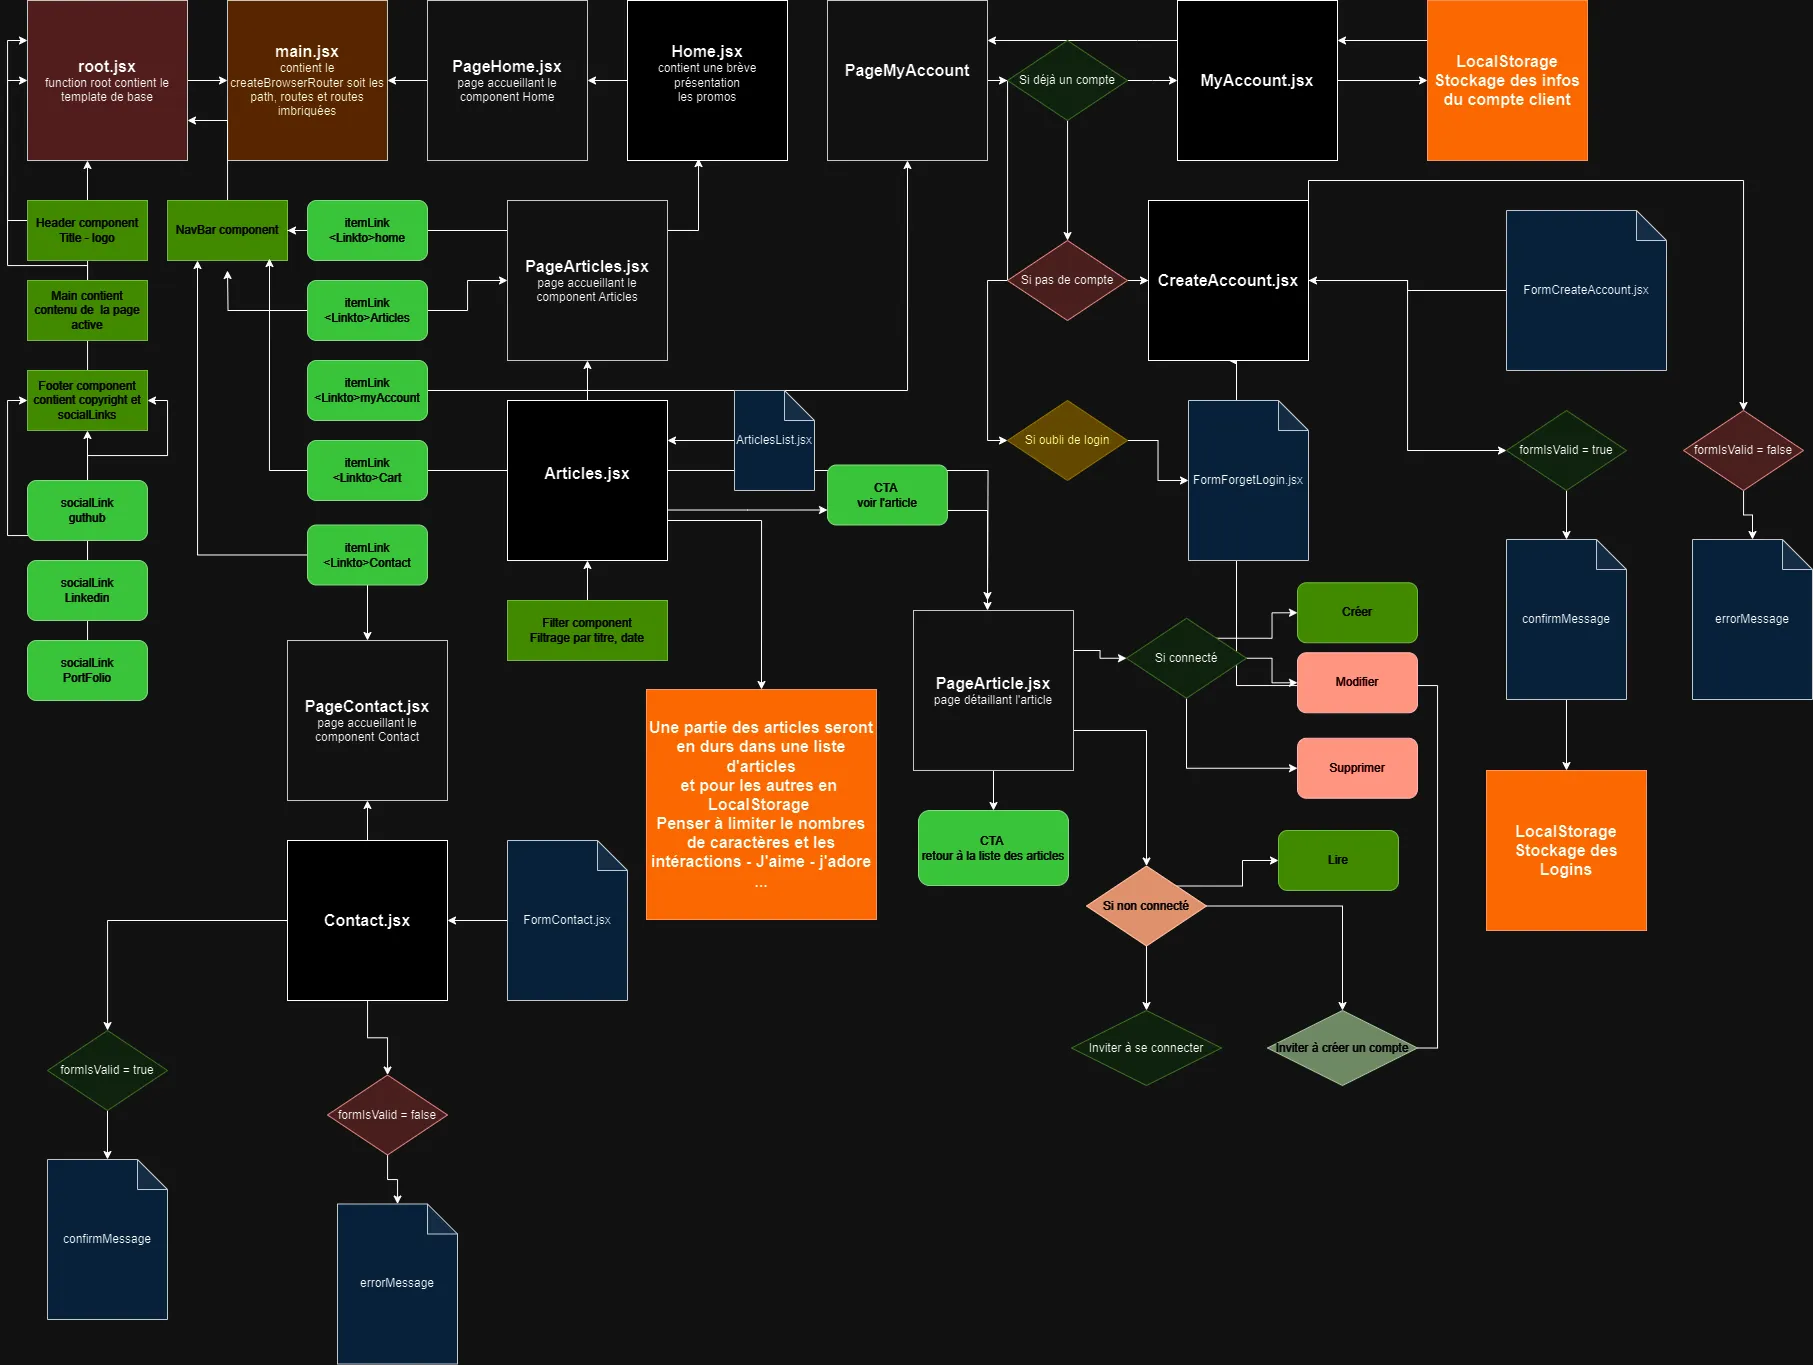 root.jsx
function root contient le
template de base
main.jsx
contient le
createBrowserRouter soit les
path, routes et routes
imbriquées
PageHome.jsx
page accueillant le
component Home
Home.jsx
contient une brève
présentation
les promos
PageMyAccount
Si déjà un compte
MyAccount.jsx
LocalStorage
Stockage des infos
du compte client
Header component
Title - logo
NavBar component
itemLink
<Linkto>home
PageArticles.jsx
page accueillant le
component Articles
Si pas de compte
CreateAccount.jsx
FormCreateAccount.jsx
Main contient
contenu de la page
active
itemLink
<Linkto>Articles
Footer component
contient copyright et
socialLinks
itemLink
<Linkto>myAccount
ArticlesList.jsx
Si oubli de login
formIsValid = true
formIsValid = false
itemLink
<Linkto>Cart
Articles.jsx
CTA
voir l'article
FormForgetLogin.jsx
socialLink
guthub
itemLink
<Linkto>Contact
socialLink
Linkedin
Filter component
Filtrage par titre, date
Créer
confirmMessage
errorMessage
socialLink
PortFolio
Si connecté
Modifier
PageArticle.jsx
page détaillant l'article
PageContact.jsx
page accueillant le
component Contact
Une partie des articles seront
en durs dans une liste
d'articles
et pour les autres en
LocalStorage
Penser à limiter le nombres
de caractères et les
intéractions - J'aime - j'adore
...
Supprimer
CTA
retour à la liste des articles
Lire
LocalStorage
Stockage des
Logins
Si non connecté
Contact.jsx
FormContact.jsx
Inviter à se connecter
Inviter à créer un compte
formIsValid = true
formIsValid = false
confirmMessage
errorMessage